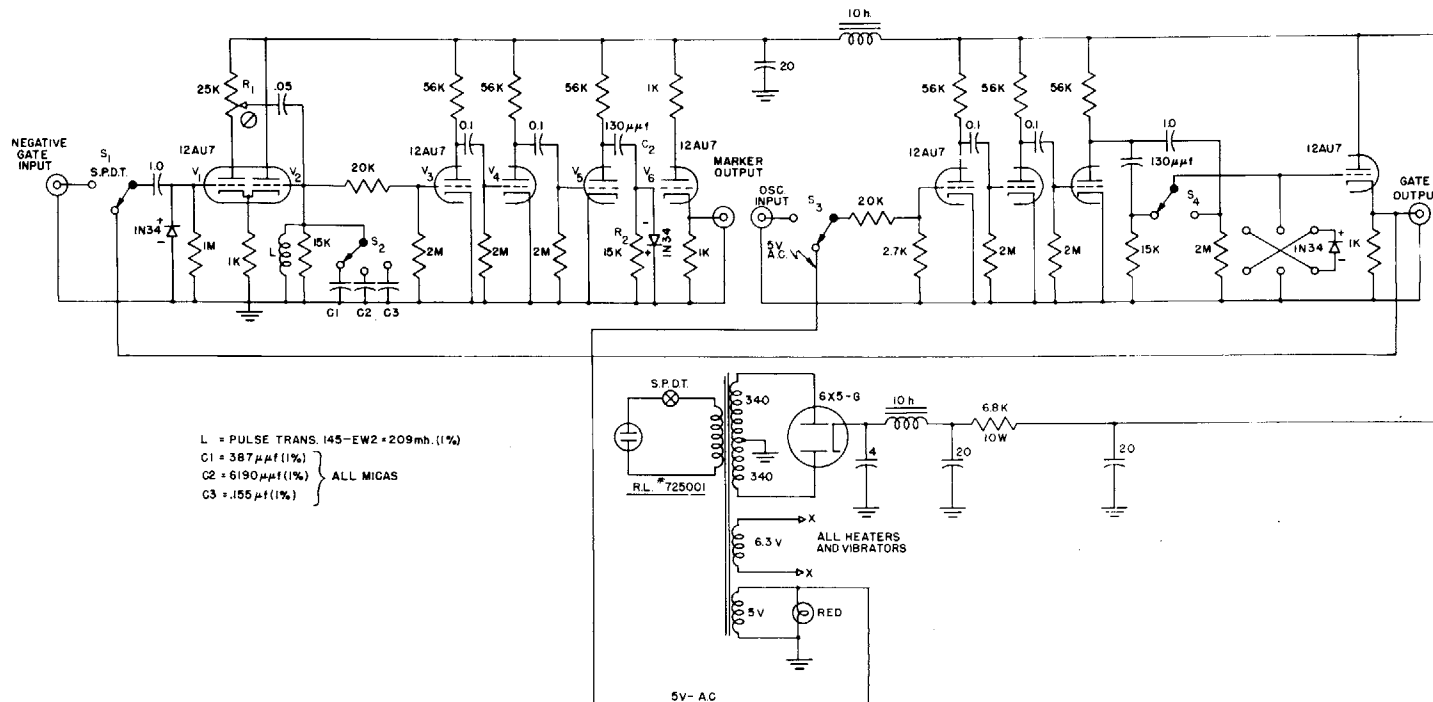 10 h.
20
25K
R1
.05
56K
56K
56K
1K
56K
56K
56K
NEGATIVE
GATE
INPUT
S1
S.P.D.T.
1.0
12AU7
V1
V2
20K
12AU7
0.1
V3
V4
0.1
130μμf
C2
V5
V6
12AU7
MARKER
OUTPUT
OSC.
INPUT
S3
20K
12AU7
0.1
0.1
1.0
130μμf
12AU7
S4
GATE
OUTPUT
1N34
+
-
1M
1K
L
15K
S2
C1
C2
C3
2M
2M
2M
R2
15K
-
+
1N34
1K
5V
A.C.
2.7K
2M
2M
15K
2M
1N34
+
-
1K
S.P.D.T.
340
340
6X5-G
10 h
6.8K
10W
4
20
20
R.L. #725001
L = PULSE TRANS. 145-EW2 = 209mh. (1%)
C1 = 387μμf (1%)
C2 = 6190μμf (1%)
C3 = .155μf (1%)
ALL MICAS
6.3 V
X
X
ALL HEATERS
AND VIBRATORS
5V
RED
5V- A.C